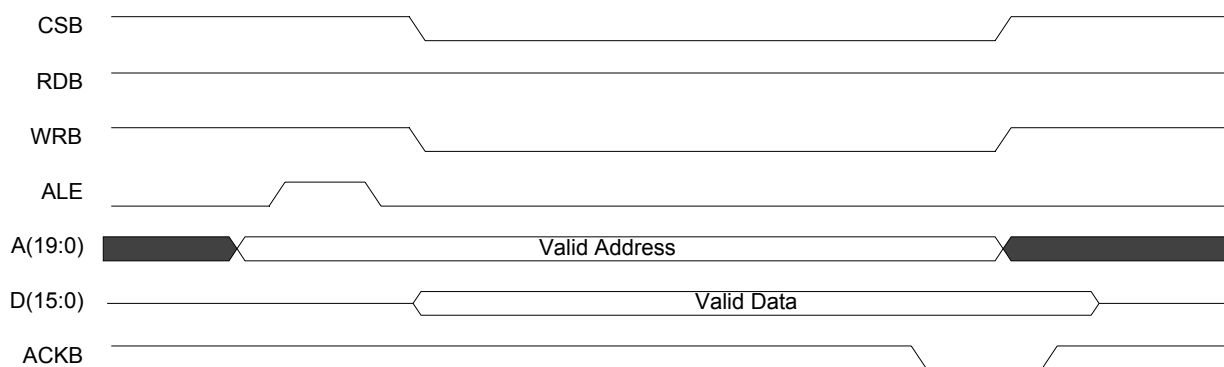 CSB
RDB
WRB
ALE
A(19:0)
Valid Address
D(15:0)
Valid Data
ACKB